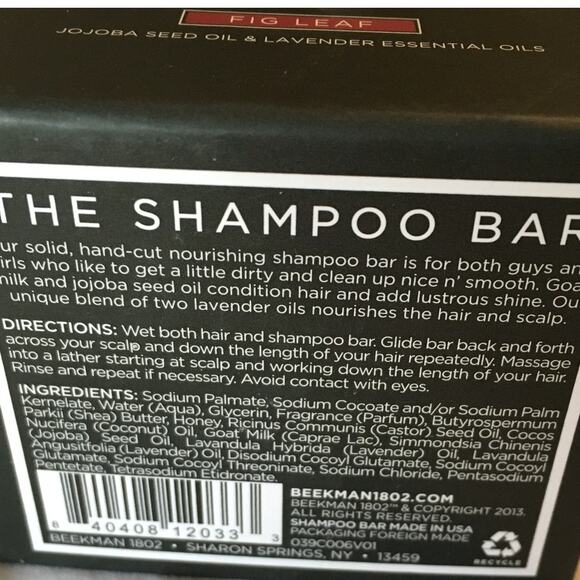 FIG LEAF
JOJOBA SEED OIL & LAVENDER ESSENTIAL OILS
THE SHAMPOO BAR
ur solid, hand-cut nourishing shampoo bar is for both guys an
irls who like to get a little dirty and clean up nice n' smooth. Goa
milk and jojoba seed oil condition hair and add lustrous shine. Ou
unique blend of two lavender oils nourishes the hair and scalp.
DIRECTIONS: Wet both hair and shampoo bar. Glide bar back and forth
across your scalp and down the length of your hair repeatedly. Massage
into a lather starting at scalp and working down the length of your hair.
Rinse and repeat if necessary. Avoid contact with eyes.
INGREDIENTS: Sodium Palmate, Sodium Cocoate and/or Sodium Palm
Kernelate, Water (Aqua), Glycerin, Fragrance (Parfum), Butyrospermum
Parkii (Shea) Butter, Honey, Ricinus Communis (Castor) Seed Oil, Cocos
Nucifera (Coconut) Oil, Goat Milk (Caprae Lac), Simmondsia Chinenis
(Jojoba) Seed Oil, Lavandula Hybrida (Lavender) Oil, Lavandula
Angusitfolia (Lavender) Oil, Disodium Cocoyl Glutamate, Sodium Cocoyl
Glutamate, Sodium Cocoyl Threoninate, Sodium Chloride, Pentasodium
Pentetate, Tetrasodium Etidronate.
8 40408 12033 3
BEEKMAN1802.COM
BEEKMAN 1802™ & COPYRIGHT 2013.
ALL RIGHTS RESERVED.
SHAMPOO BAR MADE IN USA
PACKAGING FOREIGN MADE
039C006V01
BEEKMAN 1802 • SHARON SPRINGS, NY • 13459
RECYCLE